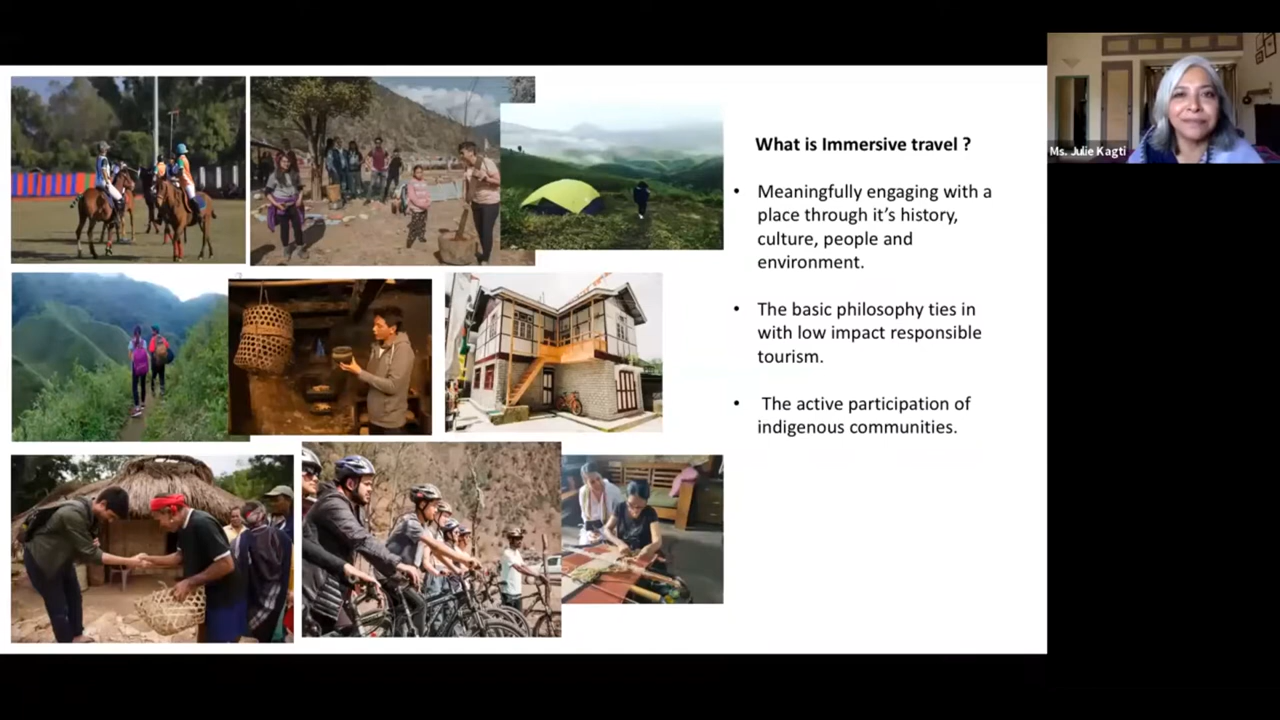 What is Immersive travel ?
• Meaningfully engaging with a
place through it's history,
culture, people and
environment.
• The basic philosophy ties in
with low impact responsible
tourism.
• The active participation of
indigenous communities.
Ms. Julie Kagti